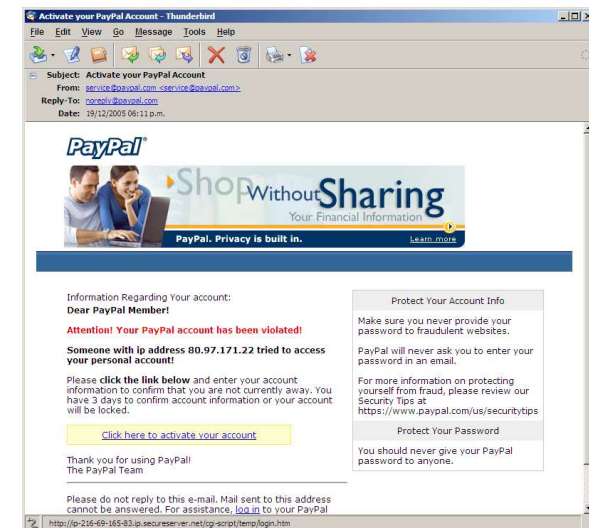 Activate your PayPal Account - Thunderbird
File Edit View Go Message Tools Help
Subject: Activate your PayPal Account
From: service@paypal.com <service@paypal.com>
Reply-To: noreply@paypal.com
Date: 19/12/2005 06:11 p.m.
PayPal
Shop Without Sharing
Your Financial Information
PayPal. Privacy is built in. Learn more
Information Regarding Your account:
Dear PayPal Member!
Attention! Your PayPal account has been violated!
Someone with ip address 80.97.171.22 tried to access
your personal account!
Please click the link below and enter your account
information to confirm that you are not currently away. You
have 3 days to confirm account information or your account
will be locked.
Click here to activate your account
Thank you for using PayPal!
The PayPal Team
Please do not reply to this e-mail. Mail sent to this address
cannot be answered. For assistance, log in to your PayPal
Protect Your Account Info
Make sure you never provide your
password to fraudulent websites.
PayPal will never ask you to enter your
password in an email.
For more information on protecting
yourself from fraud, please review our
Security Tips at
https://www.paypal.com/us/securitytips
Protect Your Password
You should never give your PayPal
password to anyone.
http://ip-216-69-165-83.ip.secureserver.net/cgi-script/temp/login.htm